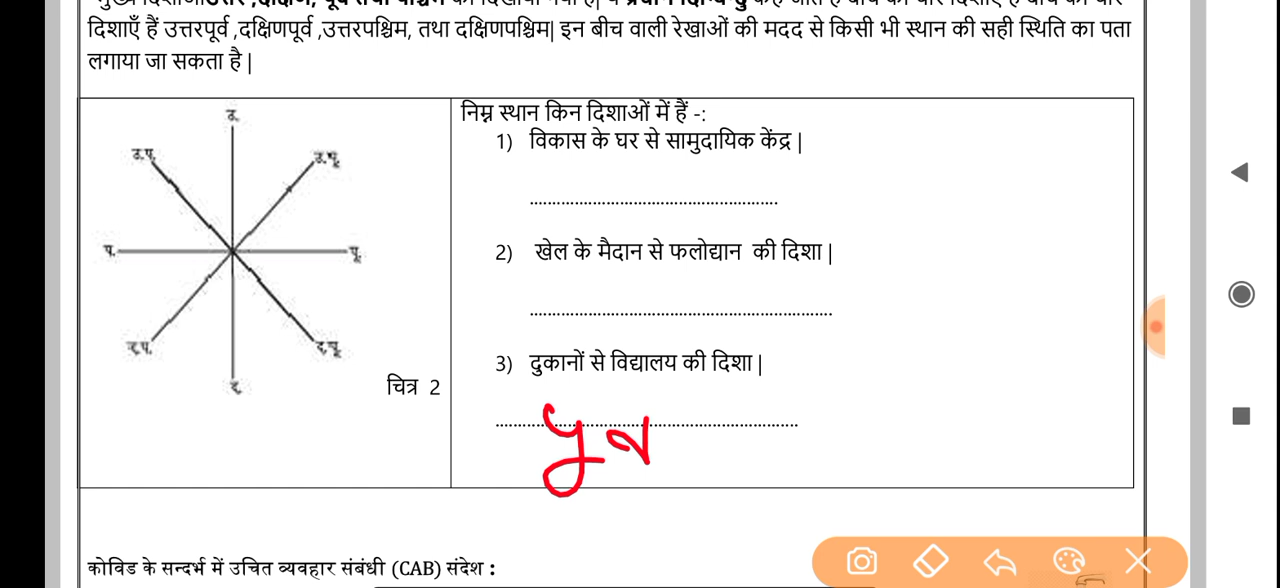 दिशाएँ हैं उत्तरपूर्व ,दक्षिणपूर्व ,उत्तरपश्चिम, तथा दक्षिणपश्चिम| इन बीच वाली रेखाओं की मदद से किसी भी स्थान की सही स्थिति का पता
लगाया जा सकता है |
उ.
उ.प.
उ.पू.
प.
पू.
द.प.
द.पू.
द.
चित्र 2
निम्न स्थान किन दिशाओं में हैं -:
1) विकास के घर से सामुदायिक केंद्र |
2) खेल के मैदान से फलोद्यान की दिशा |
3) दुकानों से विद्यालय की दिशा |
कोविड के सन्दर्भ में उचित व्यवहार संबंधी (CAB) संदेश :